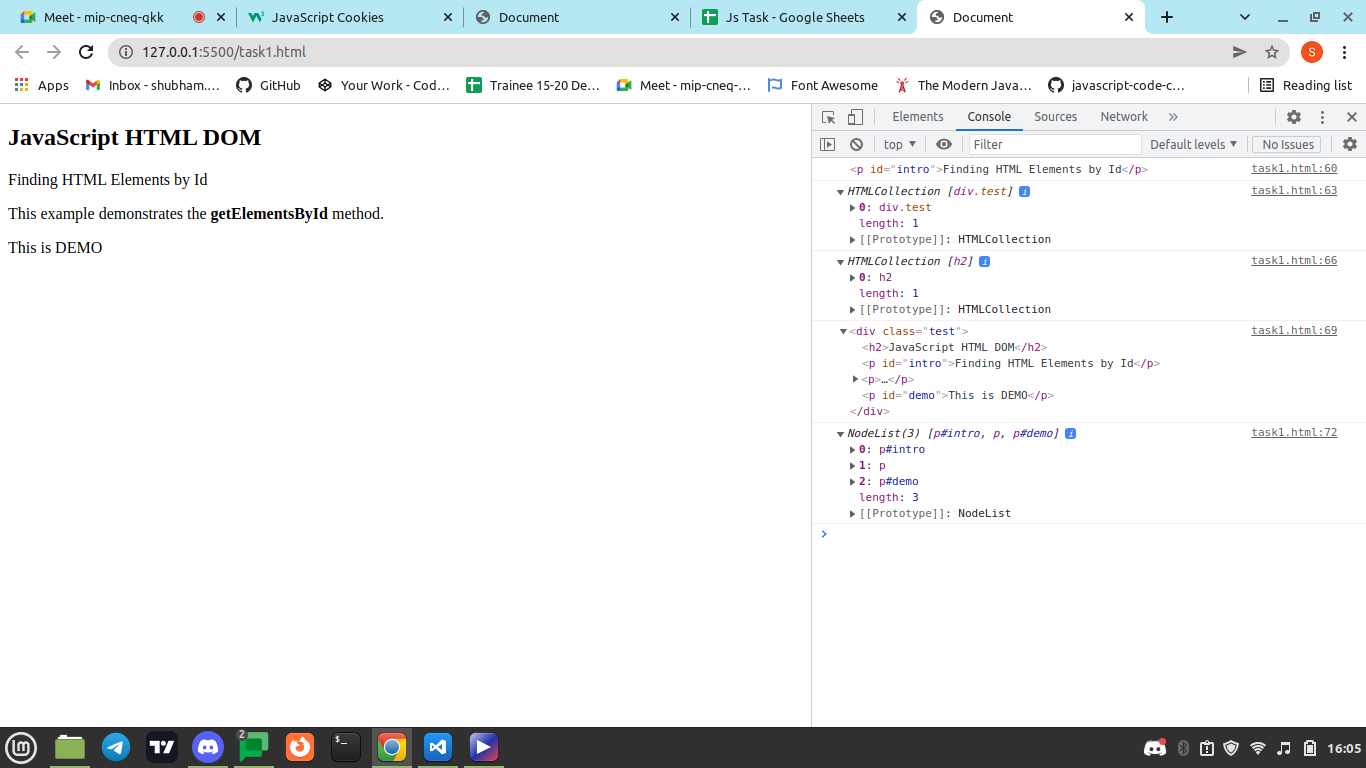 Meet - mip-cneq-qkk
JavaScript Cookies
Document
Js Task - Google Sheets
Document
127.0.0.1:5500/task1.html
S
Apps
Inbox - shubham.…
GitHub
Your Work - Cod…
Trainee 15-20 De…
Meet - mip-cneq-…
Font Awesome
The Modern Java…
javascript-code-c…
Reading list
JavaScript HTML DOM
Finding HTML Elements by Id
This example demonstrates the getElementsById method.
This is DEMO
Elements
Console
Sources
Network
»
top
Filter
Default levels
No Issues
<p id="intro">Finding HTML Elements by Id</p>
task1.html:60
HTMLCollection [div.test] i
task1.html:63
0: div.test
length: 1
[[Prototype]]: HTMLCollection
HTMLCollection [h2] i
task1.html:66
0: h2
length: 1
[[Prototype]]: HTMLCollection
<div class="test">
task1.html:69
<h2>JavaScript HTML DOM</h2>
<p id="intro">Finding HTML Elements by Id</p>
<p>…</p>
<p id="demo">This is DEMO</p>
</div>
NodeList(3) [p#intro, p, p#demo] i
task1.html:72
0: p#intro
1: p
2: p#demo
length: 3
[[Prototype]]: NodeList
2
$_
16:05